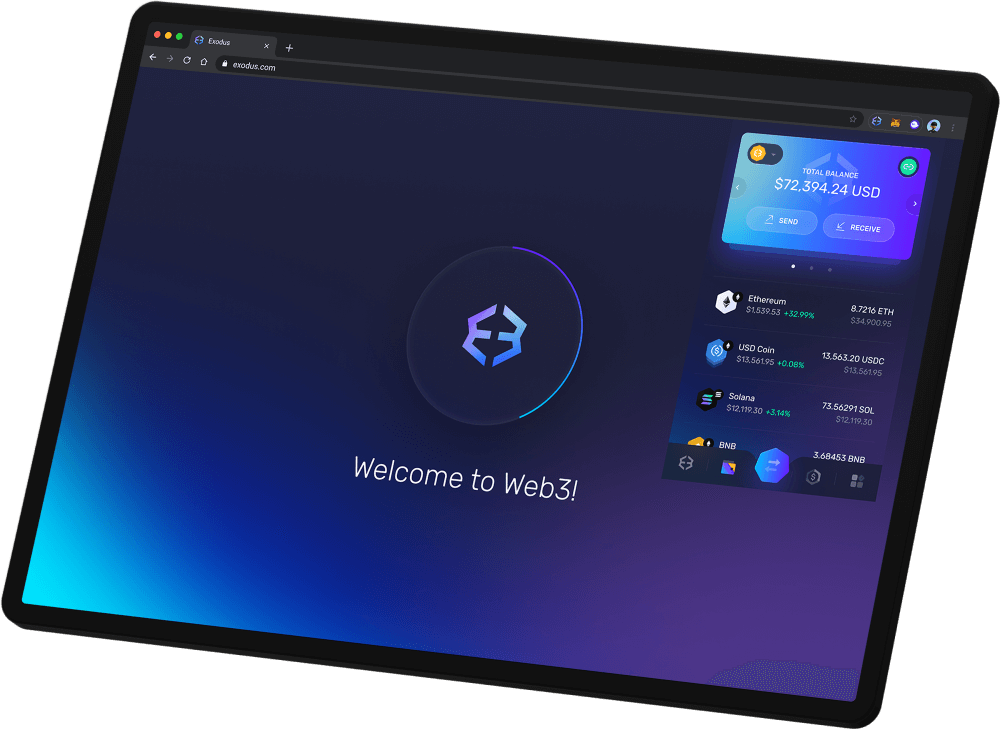 Exodus
exodus.com
TOTAL BALANCE
$72,394.24 USD
SEND
RECEIVE
Ethereum
8.7216 ETH
$1,539.53 +32.99%
$34,900.95
USD Coin
13,563.20 USDC
$13,561.95 +0.08%
$13,561.95
Solana
73.56291 SOL
$12,119.30 +3.14%
$12,119.30
BNB
3.68453 BNB
Welcome to Web3!